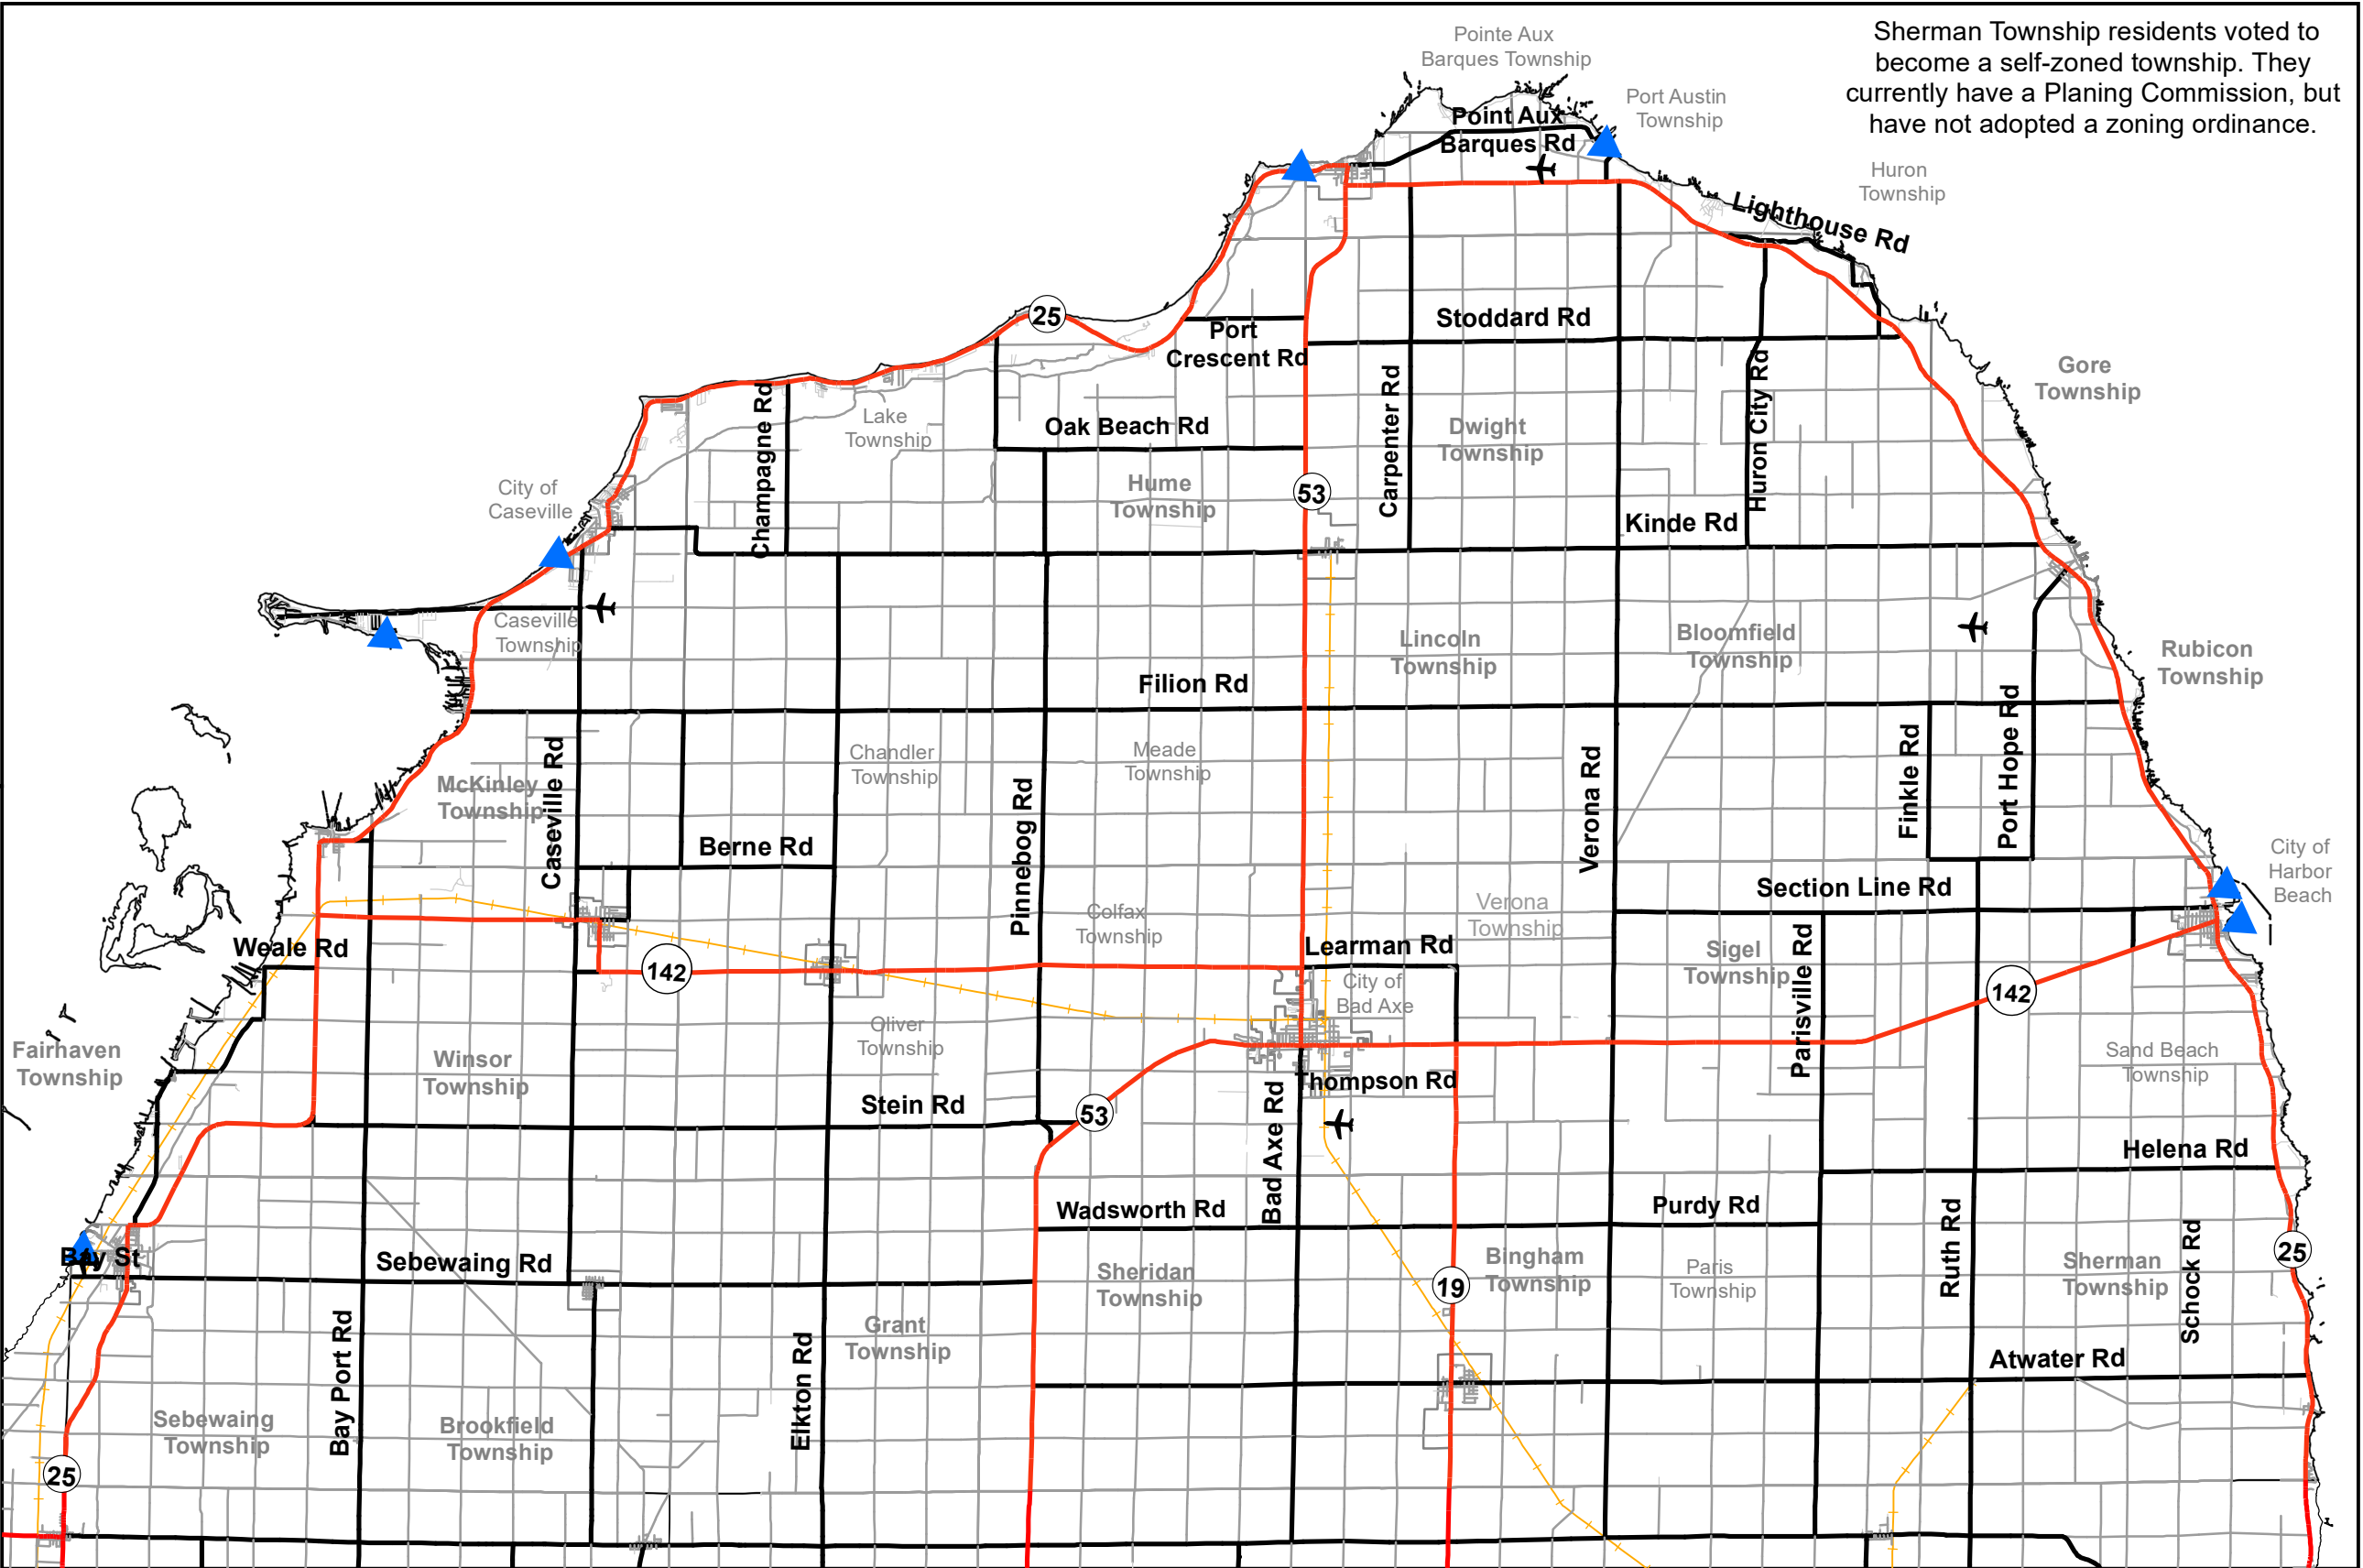 Sherman Township residents voted to
become a self-zoned township. They
currently have a Planing Commission, but
have not adopted a zoning ordinance.
Pointe Aux
Barques Township
Port Austin
Township
Point Aux
Barques Rd
Huron
Township
Lighthouse Rd
25
Port
Crescent Rd
Stoddard Rd
Gore
Township
Champagne Rd
Lake
Township
Oak Beach Rd
Carpenter Rd
Dwight
Township
Huron City Rd
City of
Caseville
Hume
Township
53
Kinde Rd
Caseville
Township
Lincoln
Township
Bloomfield
Township
Rubicon
Township
Filion Rd
McKinley
Township
Caseville Rd
Chandler
Township
Meade
Township
Verona Rd
Finkle Rd
Port Hope Rd
Berne Rd
Pinnebog Rd
City of
Harbor
Beach
Section Line Rd
Colfax
Township
Verona
Township
Weale Rd
142
Learman Rd
Sigel
Township
Parisville Rd
City of
Bad Axe
142
Fairhaven
Township
Winsor
Township
Oliver
Township
Sand Beach
Township
Stein Rd
53
Thompson Rd
Bad Axe Rd
Helena Rd
Wadsworth Rd
Purdy Rd
Ruth Rd
Bay St
Sebewaing Rd
Sheridan
Township
19
Bingham
Township
Paris
Township
Sherman
Township
Schock Rd
25
Bay Port Rd
Elkton Rd
Grant
Township
Atwater Rd
Sebewaing
Township
Brookfield
Township
25